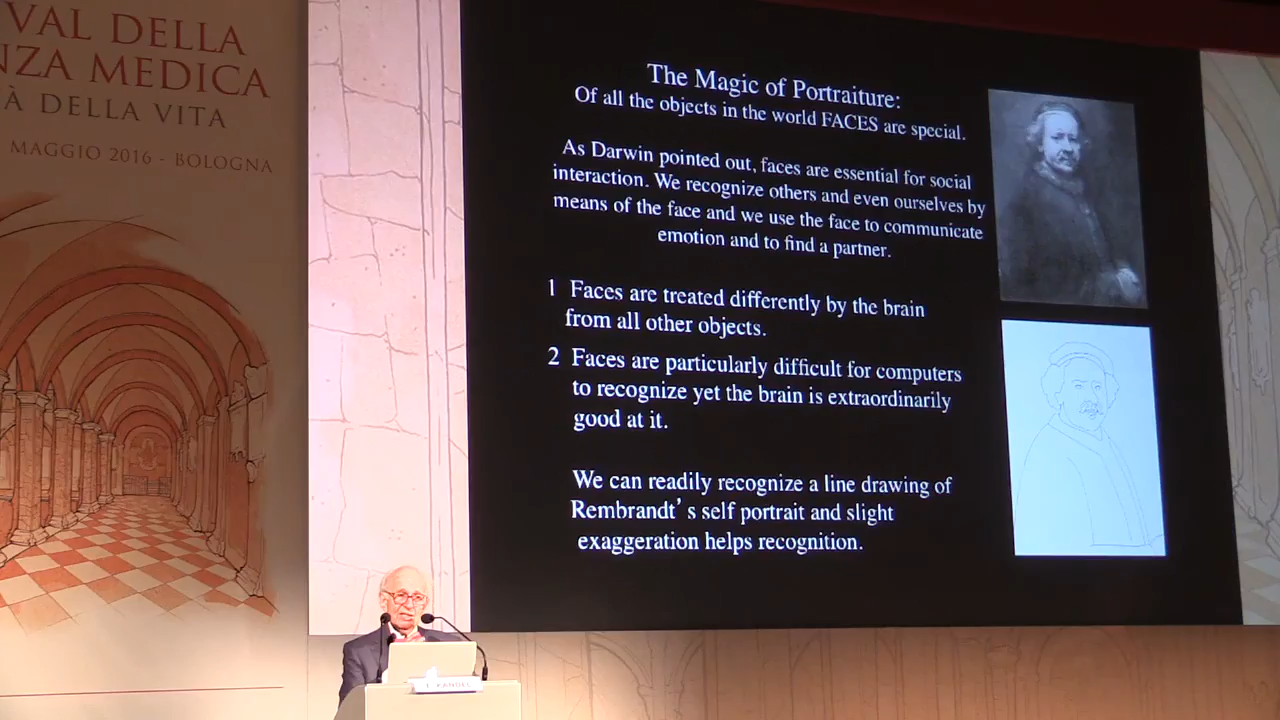 VAL DELLA
NZA MEDICA
À DELLA VITA
MAGGIO 2016 - BOLOGNA
The Magic of Portraiture:
Of all the objects in the world FACES are special.
As Darwin pointed out, faces are essential for social
interaction. We recognize others and even ourselves by
means of the face and we use the face to communicate
emotion and to find a partner.
1 Faces are treated differently by the brain
from all other objects.
2 Faces are particularly difficult for computers
to recognize yet the brain is extraordinarily
good at it.
We can readily recognize a line drawing of
Rembrandt's self portrait and slight
exaggeration helps recognition.
E. KANDEL